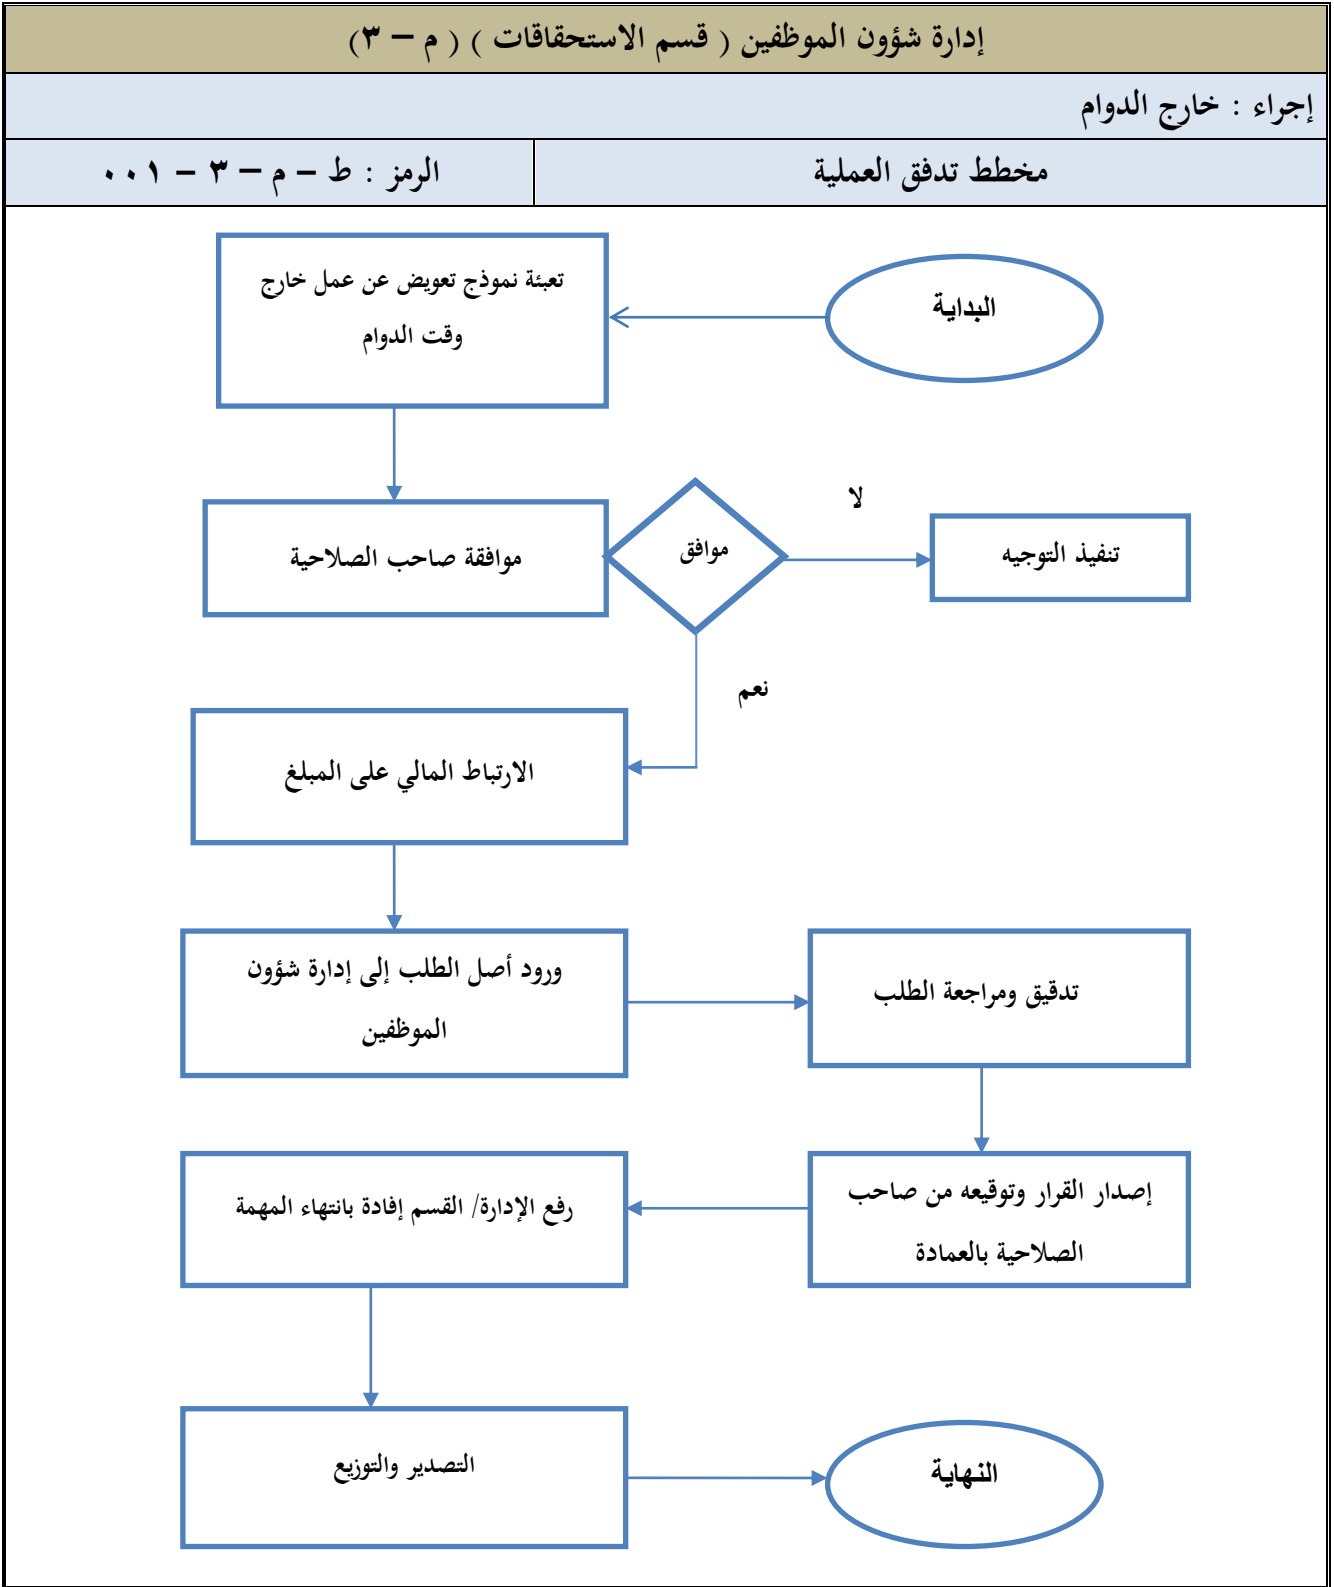 إدارة شؤون الموظفين ( قسم الاستحقاقات ) ( م – ٣)
إجراء : خارج الدوام
مخطط تدفق العملية
الرمز : ط – م – ٣ – ٠٠١
البداية
تعبئة نموذج تعويض عن عمل خارج
وقت الدوام
موافقة صاحب الصلاحية
موافق
لا
تنفيذ التوجيه
نعم
الارتباط المالي على المبلغ
ورود أصل الطلب إلى إدارة شؤون
الموظفين
تدقيق ومراجعة الطلب
إصدار القرار وتوقيعه من صاحب
الصلاحية بالعمادة
رفع الإدارة/ القسم إفادة بانتهاء المهمة
التصدير والتوزيع
النهاية